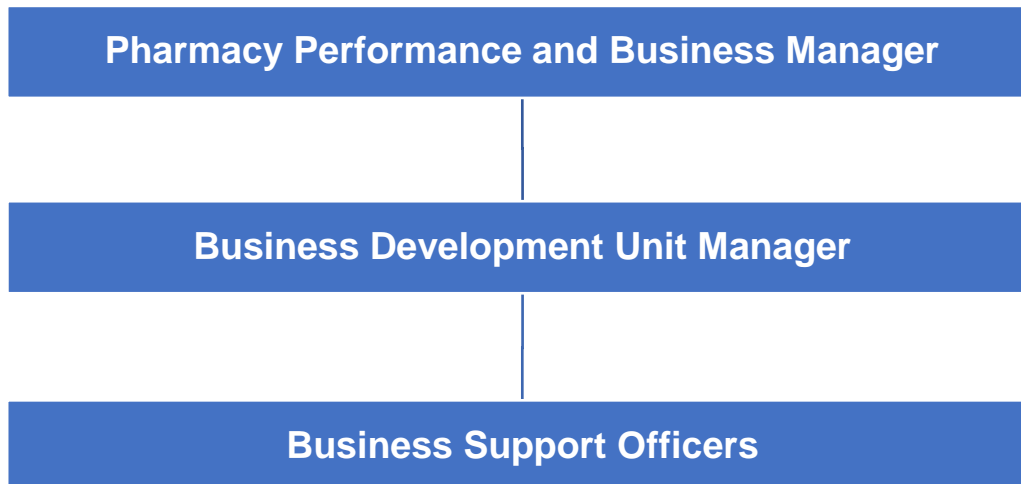 Pharmacy Performance and Business Manager
Business Development Unit Manager
Business Support Officers